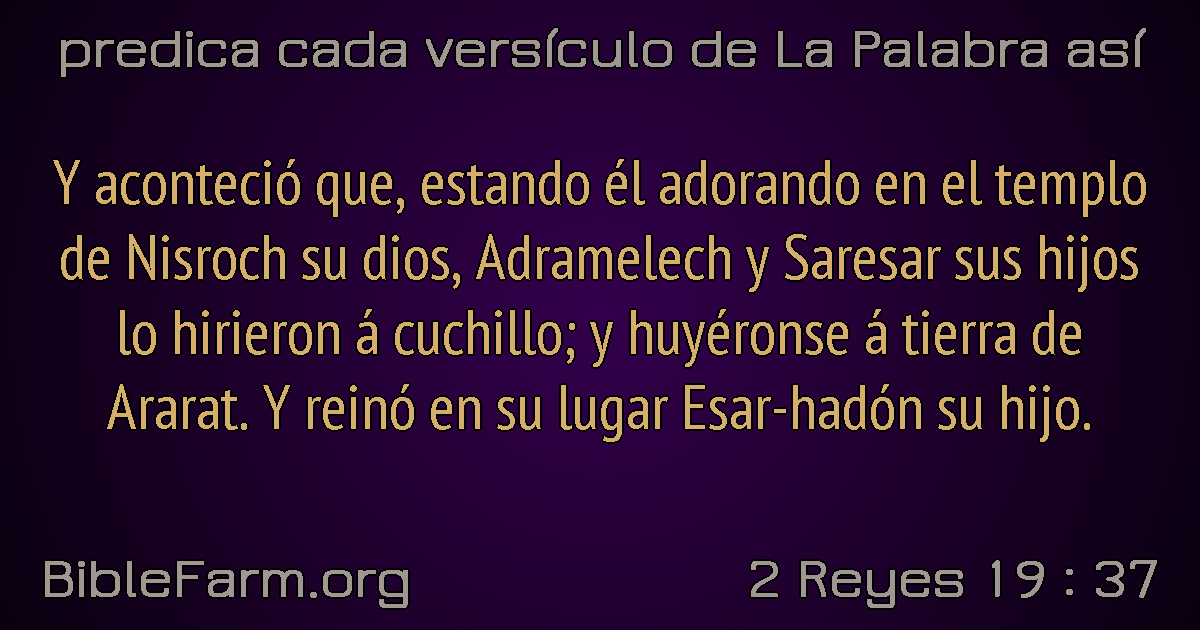 predica cada versículo de La Palabra así
Y aconteció que, estando él adorando en el templo
de Nisroch su dios, Adramelech y Saresar sus hijos
lo hirieron á cuchillo; y huyéronse á tierra de
Ararat. Y reinó en su lugar Esar-hadón su hijo.
BibleFarm.org
2 Reyes 19 : 37